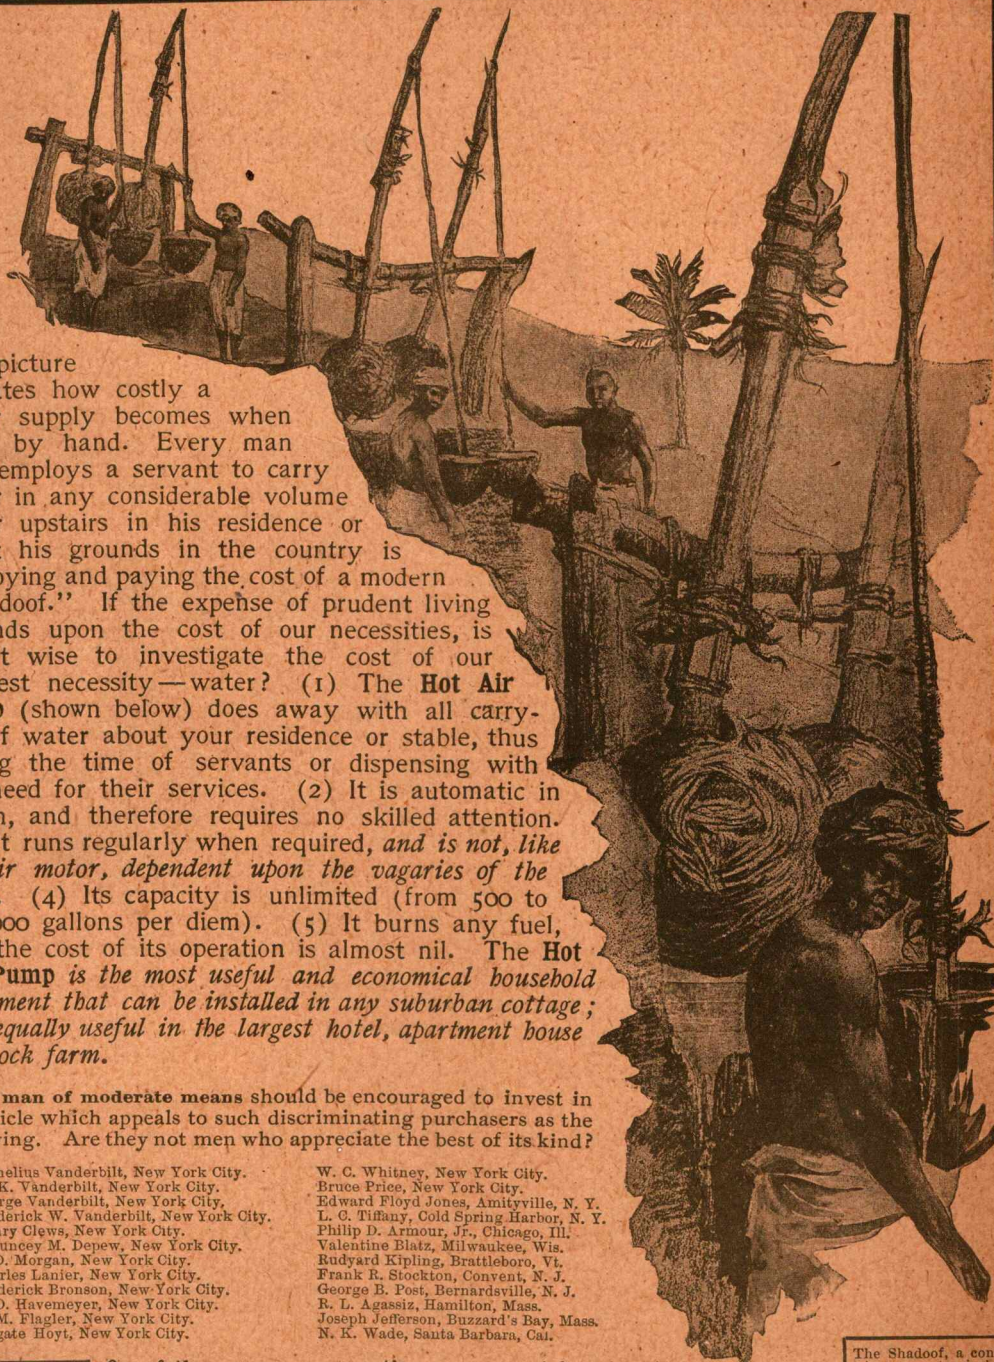 picture
tes how costly a
supply becomes when
by hand. Every man
employs a servant to carry
in any considerable volume
upstairs in his residence or
his grounds in the country is
ying and paying the cost of a modern
doof." If the expense of prudent living
nds upon the cost of our necessities, is
t wise to investigate the cost of our
est necessity — water? (1) The Hot Air
(shown below) does away with all carry-
f water about your residence or stable, thus
g the time of servants or dispensing with
need for their services. (2) It is automatic in
n, and therefore requires no skilled attention.
t runs regularly when required, and is not, like
ir motor, dependent upon the vagaries of the
(4) Its capacity is unlimited (from 500 to
000 gallons per diem). (5) It burns any fuel,
the cost of its operation is almost nil. The Hot
Pump is the most useful and economical household
ment that can be installed in any suburban cottage;
equally useful in the largest hotel, apartment house
ock farm.
man of moderate means should be encouraged to invest in
icle which appeals to such discriminating purchasers as the
ing. Are they not men who appreciate the best of its kind?
nelius Vanderbilt, New York City.
K. Vanderbilt, New York City.
rge Vanderbilt, New York City,
derick W. Vanderbilt, New York City.
ry Clews, New York City.
uncey M. Depew, New York City.
D. Morgan, New York City.
rles Lanier, New York City.
derick Bronson, New York City.
O. Havemeyer, New York City.
M. Flagler, New York City.
gate Hoyt, New York City.
W. C. Whitney, New York City.
Bruce Price, New York City.
Edward Floyd Jones, Amityville, N. Y.
L. C. Tiffany, Cold Spring Harbor, N. Y.
Philip D. Armour, Jr., Chicago, Ill.
Valentine Blatz, Milwaukee, Wis.
Rudyard Kipling, Brattleboro, Vt.
Frank R. Stockton, Convent, N. J.
George B. Post, Bernardsville, N. J.
R. L. Agassiz, Hamilton, Mass.
Joseph Jefferson, Buzzard's Bay, Mass.
N. K. Wade, Santa Barbara, Cal.
The Shadoof, a con